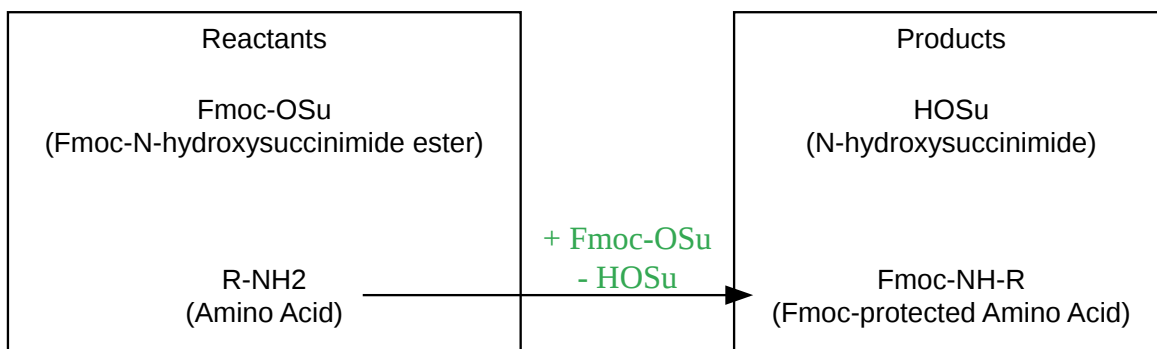 Reactants
Fmoc-OSu
(Fmoc-N-hydroxysuccinimide ester)
R-NH2
(Amino Acid)
+ Fmoc-OSu
- HOSu
Products
HOSu
(N-hydroxysuccinimide)
Fmoc-NH-R
(Fmoc-protected Amino Acid)